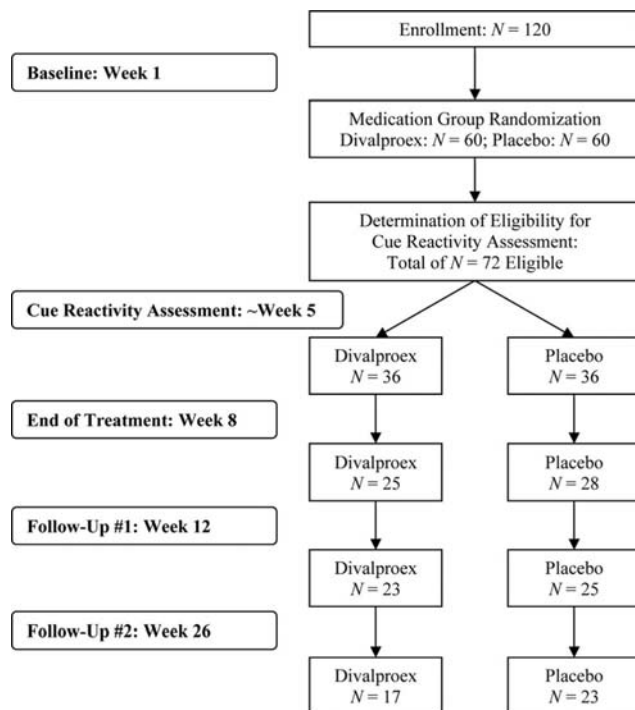 Enrollment: N = 120
Baseline: Week 1
Medication Group Randomization
Divalproex: N = 60; Placebo: N = 60
Determination of Eligibility for
Cue Reactivity Assessment:
Total of N = 72 Eligible
Cue Reactivity Assessment: ~Week 5
Divalproex
N = 36
Placebo
N = 36
End of Treatment: Week 8
Divalproex
N = 25
Placebo
N = 28
Follow-Up #1: Week 12
Divalproex
N = 23
Placebo
N = 25
Follow-Up #2: Week 26
Divalproex
N = 17
Placebo
N = 23